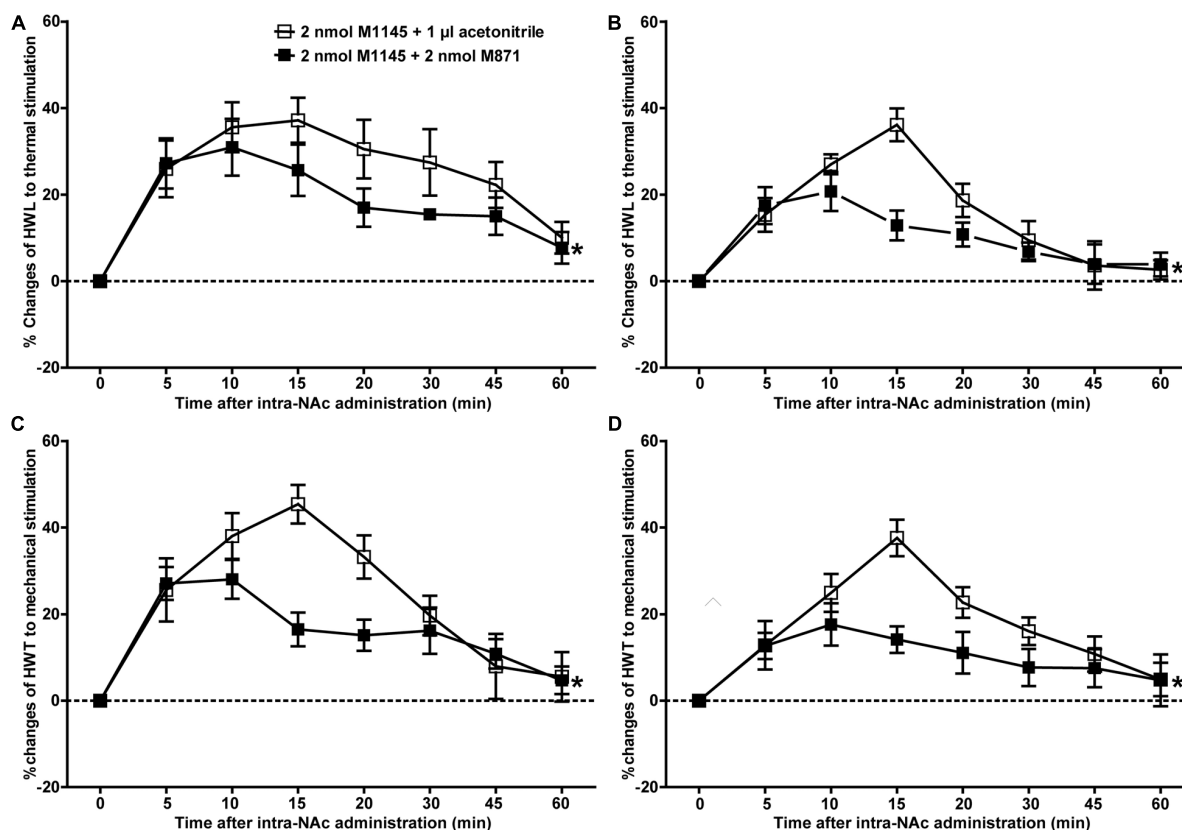 A
% Changes of HWL to thermal stimulation
60
40
20
0
-20
2 nmol M1145 + 1 µl acetonitrile
2 nmol M1145 + 2 nmol M871
*
0 5 10 15 20 30 45 60
Time after intra-NAc administration (min)
B
% Changes of HWL to thermal stimulation
60
40
20
0
-20
*
0 5 10 15 20 30 45 60
Time after intra-NAc administration (min)
C
%changes of HWT to mechanical stimulation
60
40
20
0
-20
*
0 5 10 15 20 30 45 60
Time after intra-NAc administration (min)
D
%changes of HWT to mechanical stimulation
60
40
20
0
-20
*
0 5 10 15 20 30 45 60
Time after intra-NAc administration (min)